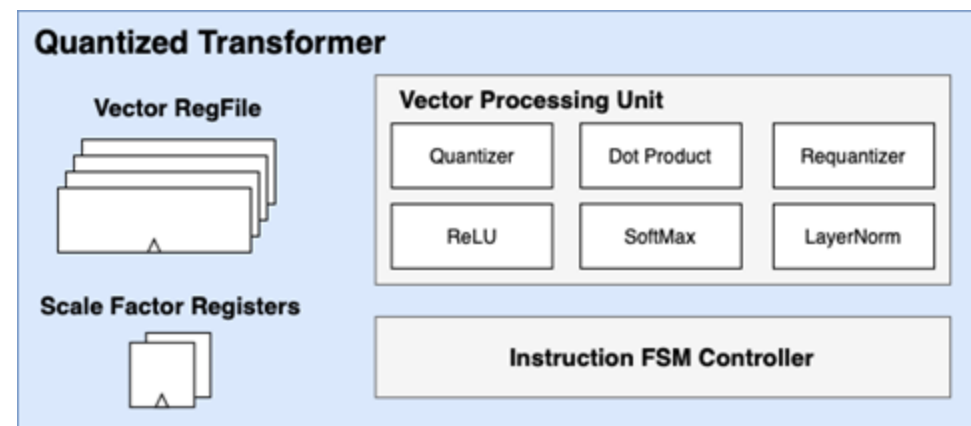 Quantized Transformer
Vector RegFile
Vector Processing Unit
Quantizer
Dot Product
Requantizer
ReLU
SoftMax
LayerNorm
Scale Factor Registers
Instruction FSM Controller